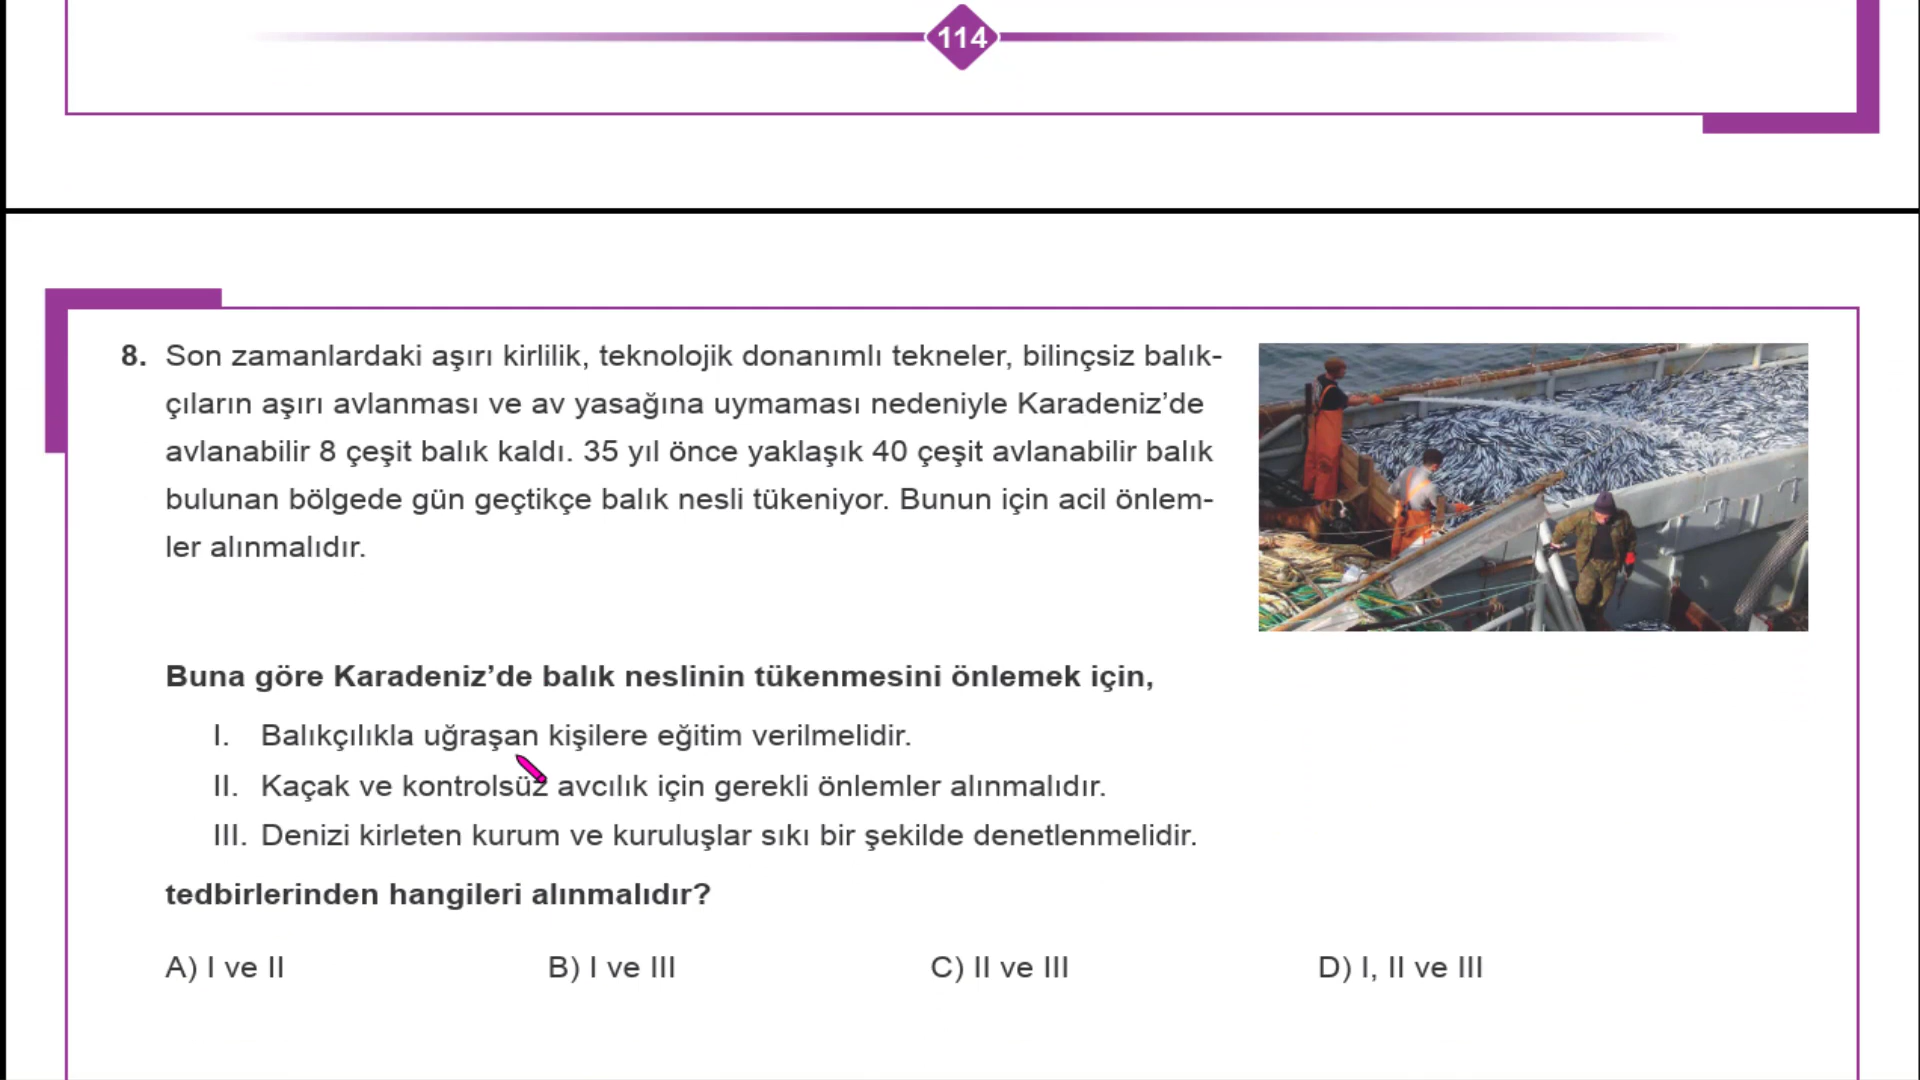 114
8. Son zamanlardaki aşırı kirlilik, teknolojik donanımlı tekneler, bilinçsiz balık-
çıların aşırı avlanması ve av yasağına uymaması nedeniyle Karadeniz’de
avlanabilir 8 çeşit balık kaldı. 35 yıl önce yaklaşık 40 çeşit avlanabilir balık
bulunan bölgede gün geçtikçe balık nesli tükeniyor. Bunun için acil önlem-
ler alınmalıdır.
Buna göre Karadeniz’de balık neslinin tükenmesini önlemek için,
I. Balıkçılıkla uğraşan kişilere eğitim verilmelidir.
II. Kaçak ve kontrolsüz avcılık için gerekli önlemler alınmalıdır.
III. Denizi kirleten kurum ve kuruluşlar sıkı bir şekilde denetlenmelidir.
tedbirlerinden hangileri alınmalıdır?
A) I ve II B) I ve III C) II ve III D) I, II ve III